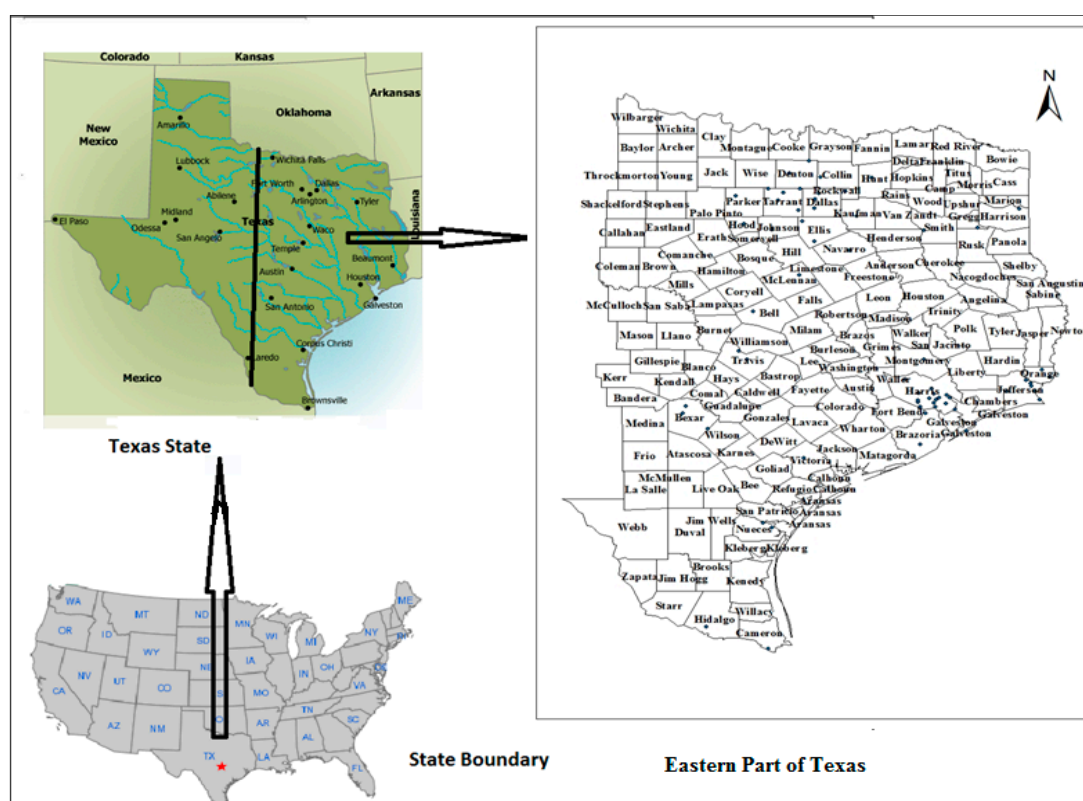 Colorado
Kansas
Arkansas
Oklahoma
New
Mexico
Amarillo
Wichita Falls
Lubbock
Fort Worth
Dallas
Abilene
Arlington
Tyler
Louisiana
Midland
Texas
El Paso
Odessa
Waco
San Angelo
Temple
Beaumont
Austin
Houston
San Antonio
Galveston
Corpus Christi
Laredo
Mexico
Brownsville
Texas State
WA
MT
ND
MN
ME
OR
ID
SD
WI
NY
WY
MI
IA
NE
NV
UT
IN
OH
CA
CO
MO
VA
TN
AZ
NM
AR
SC
AL
TX
LA
FL
State Boundary
N
Wilbarger
Wichita
Clay
Montague
Cooke
Grayson
Fannin
Lamar
Red River
Bowie
Baylor
Archer
Delta
Franklin
Titus
Throckmorton
Young
Jack
Wise
Denton
Collin
Hunt
Hopkins
Morris
Cass
Camp
Rockwall
Rains
Wood
Upshur
Marion
Shackelford
Stephens
Palo Pinto
Parker
Tarrant
Dallas
Kaufman
Van Zandt
Gregg
Harrison
Smith
Callahan
Eastland
Erath
Hood
Johnson
Somervell
Ellis
Henderson
Rusk
Panola
Navarro
Hill
Bosque
Comanche
Coleman
Brown
Hamilton
Limestone
Freestone
Anderson
Cherokee
Shelby
Nacogdoches
San Augustin
Sabine
Mills
McLennan
Coryell
McCulloch
San Saba
Lampasas
Bell
Falls
Leon
Houston
Angelina
Trinity
Robertson
Madison
Mason
Llano
Burnet
Milam
Brazos
Walker
Polk
Tyler
Jasper
Newto
Williamson
Grimes
San Jacinto
Burleson
Gillespie
Blanco
Travis
Lee
Washington
Montgomery
Hardin
Liberty
Kerr
Kendall
Hays
Bastrop
Orange
Bandera
Comal
Caldwell
Fayette
Austin
Waller
Harris
Jefferson
Chambers
Guadalupe
Colorado
Fort Bend
Galveston
Galveston
Galveston
Medina
Bexar
Gonzales
Lavaca
Wharton
Brazoria
Wilson
DeWitt
Frio
Atascosa
Karnes
Jackson
Matagorda
Victoria
Goliad
McMullen
La Salle
Live Oak
Bee
Calhoun
Refugio
Calhoun
Aransas
Aransas
Aransas
San Patricio
Webb
Duval
Jim Wells
Nueces
Kleberg
Kleberg
Zapata
Jim Hogg
Brooks
Kenedy
Starr
Willacy
Hidalgo
Cameron
Eastern Part of Texas